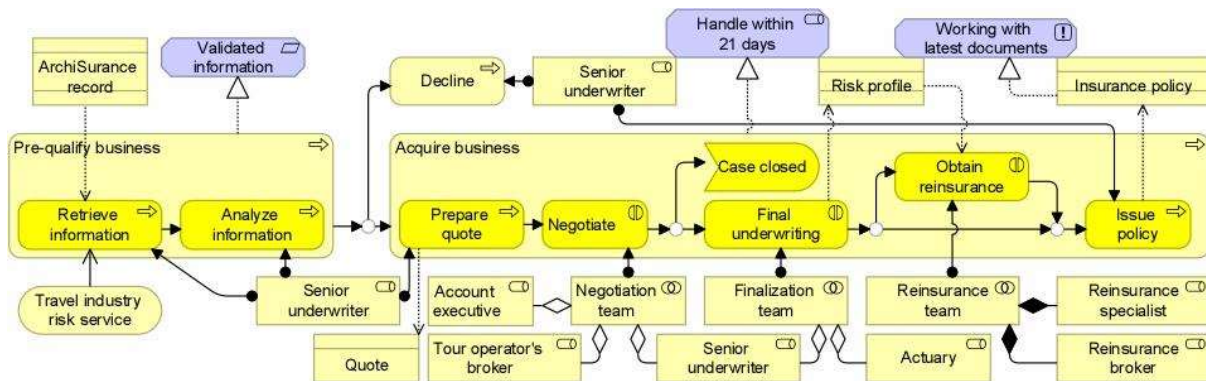 Handle within
21 days
Working with
latest documents
Validated
information
ArchiSurance
record
Decline
Senior
underwriter
Risk profile
Insurance policy
Pre-qualify business
Acquire business
Case closed
Obtain
reinsurance
Retrieve
information
Analyze
information
Prepare
quote
Negotiate
Final
underwriting
Issue
policy
Travel industry
risk service
Senior
underwriter
Account
executive
Negotiation
team
Finalization
team
Reinsurance
team
Reinsurance
specialist
Quote
Tour operator's
broker
Senior
underwriter
Actuary
Reinsurance
broker